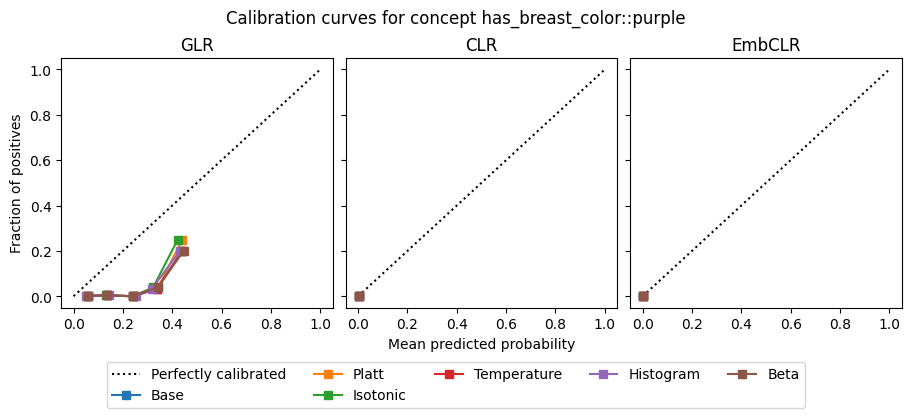 Calibration curves for concept has_breast_color::purple
GLR
CLR
EmbCLR
Fraction of positives
1.0
0.8
0.6
0.4
0.2
0.0
0.0 0.2 0.4 0.6 0.8 1.0
0.0 0.2 0.4 0.6 0.8 1.0
0.0 0.2 0.4 0.6 0.8 1.0
Mean predicted probability
Perfectly calibrated
Base
Platt
Isotonic
Temperature
Histogram
Beta